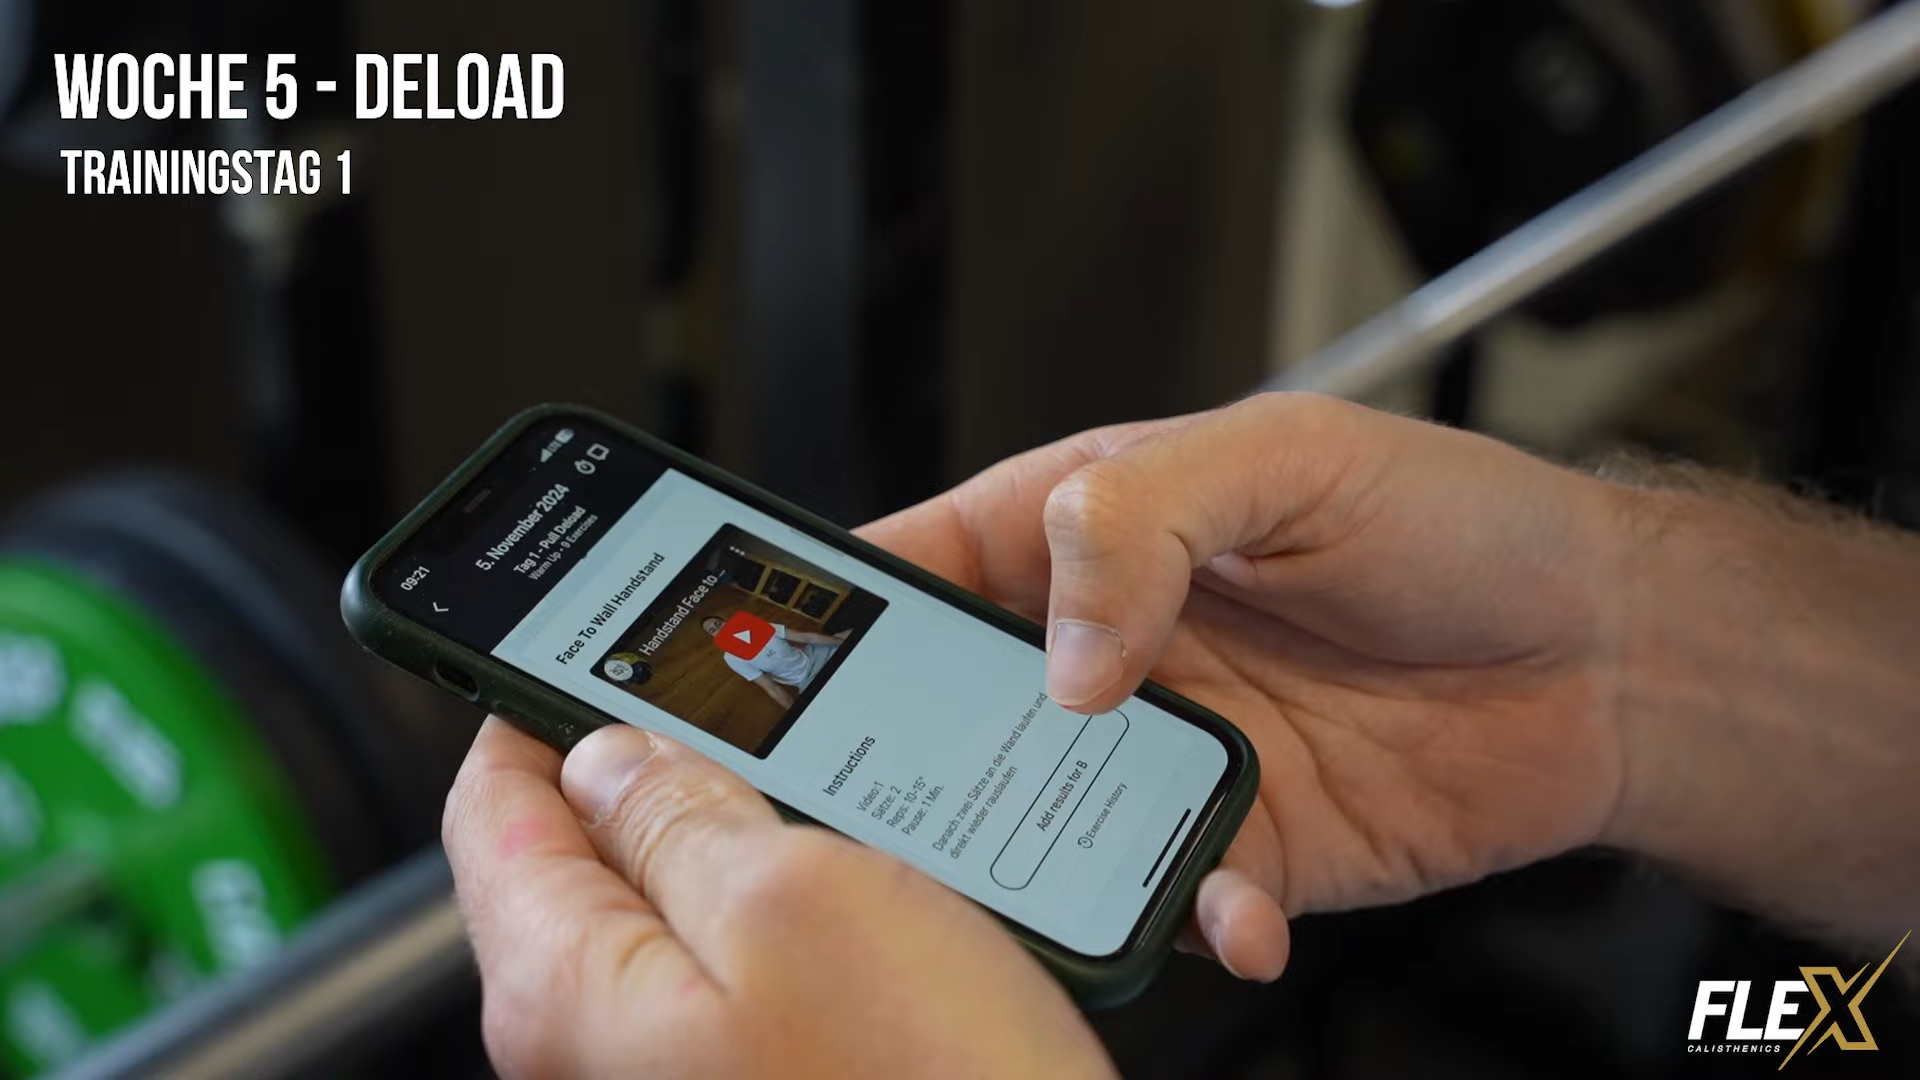 WOCHE 5 - DELOAD
TRAININGSTAG 1
09:21
5. November 2024
Tag 1 - Pull Deload
Warm Up • 9 Exercises
Face To Wall Handstand
Handstand Face to ...
Instructions
Video:1
Sätze: 2
Reps: 10-15"
Pause: 1 Min.
Danach zwei Sätze an die Wand laufen und
direkt wieder rauslaufen
Add results for B
Exercise History
FLEX
CALISTHENICS